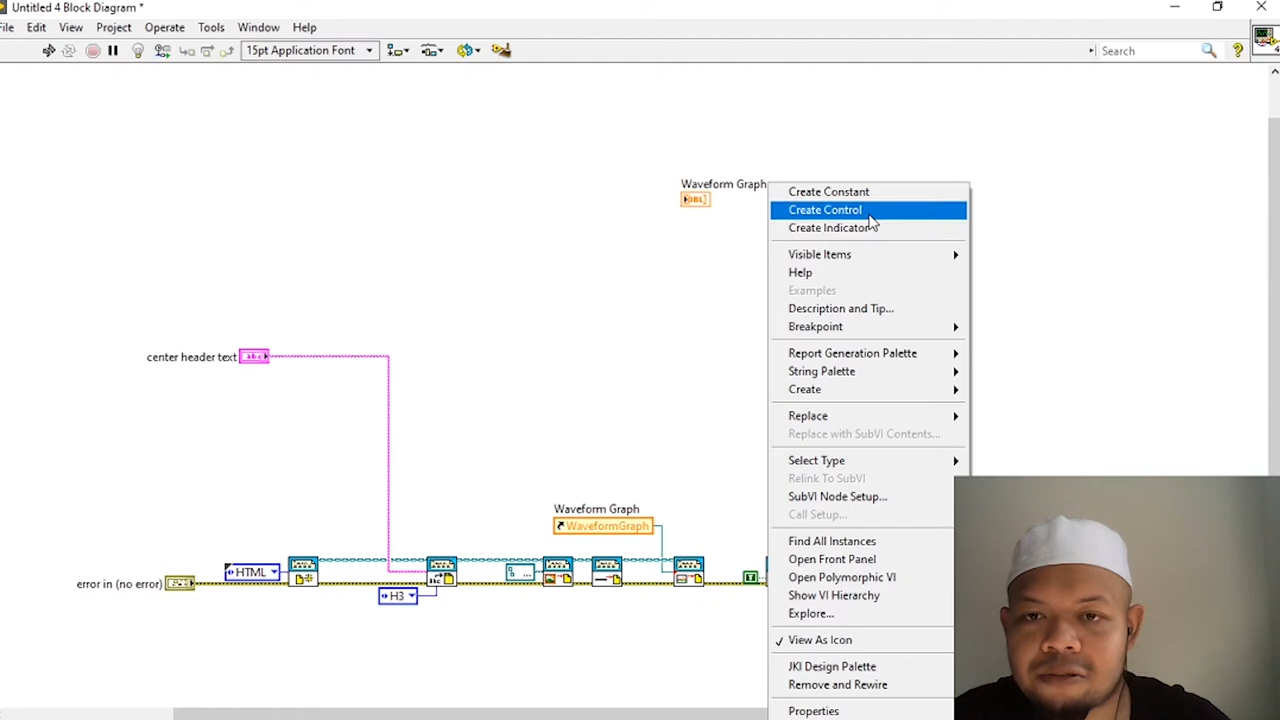 Untitled 4 Block Diagram *
File Edit View Project Operate Tools Window Help
15pt Application Font
Search
Waveform Graph
DBL]
Create Constant
Create Control
Create Indicator
Visible Items
Help
Examples
Description and Tip...
Breakpoint
Report Generation Palette
String Palette
Create
Replace
Replace with SubVI Contents...
Select Type
Relink To SubVI
SubVI Node Setup...
Call Setup...
Find All Instances
Open Front Panel
Open Polymorphic VI
Show VI Hierarchy
Explore...
View As Icon
JKI Design Palette
Remove and Rewire
Properties
center header text
abc
Waveform Graph
WaveformGraph
HTML
abc
...
T
error in (no error)
H3